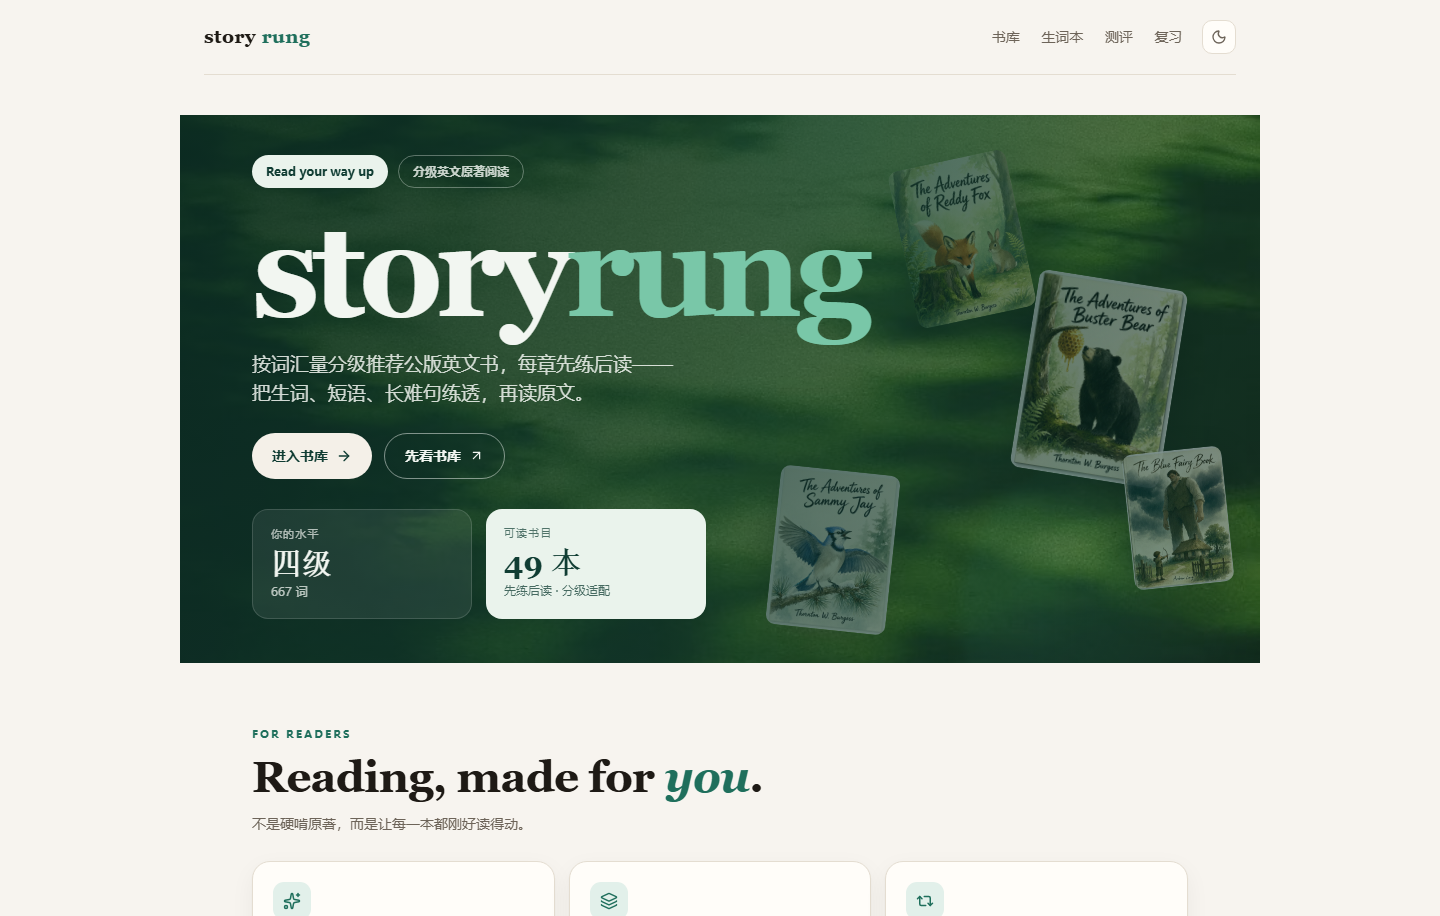 story rung
书库 生词本 测评 复习
Read your way up
分级英文原著阅读
storyrung
按词汇量分级推荐公版英文书，每章先练后读——
把生词、短语、长难句练透，再读原文。
进入书库 →
先看书库 ↗
你的水平
四级
667 词
可读书目
49 本
先练后读 · 分级适配
The Adventures
of Reddy Fox
Thornton W. Burgess
The Adventures of
Buster Bear
Thornton W. Burgess
The Blue Fairy Book
The Adventures of
Sammy Jay
Thornton W. Burgess
FOR READERS
Reading, made for you.
不是硬啃原著，而是让每一本都刚好读得动。